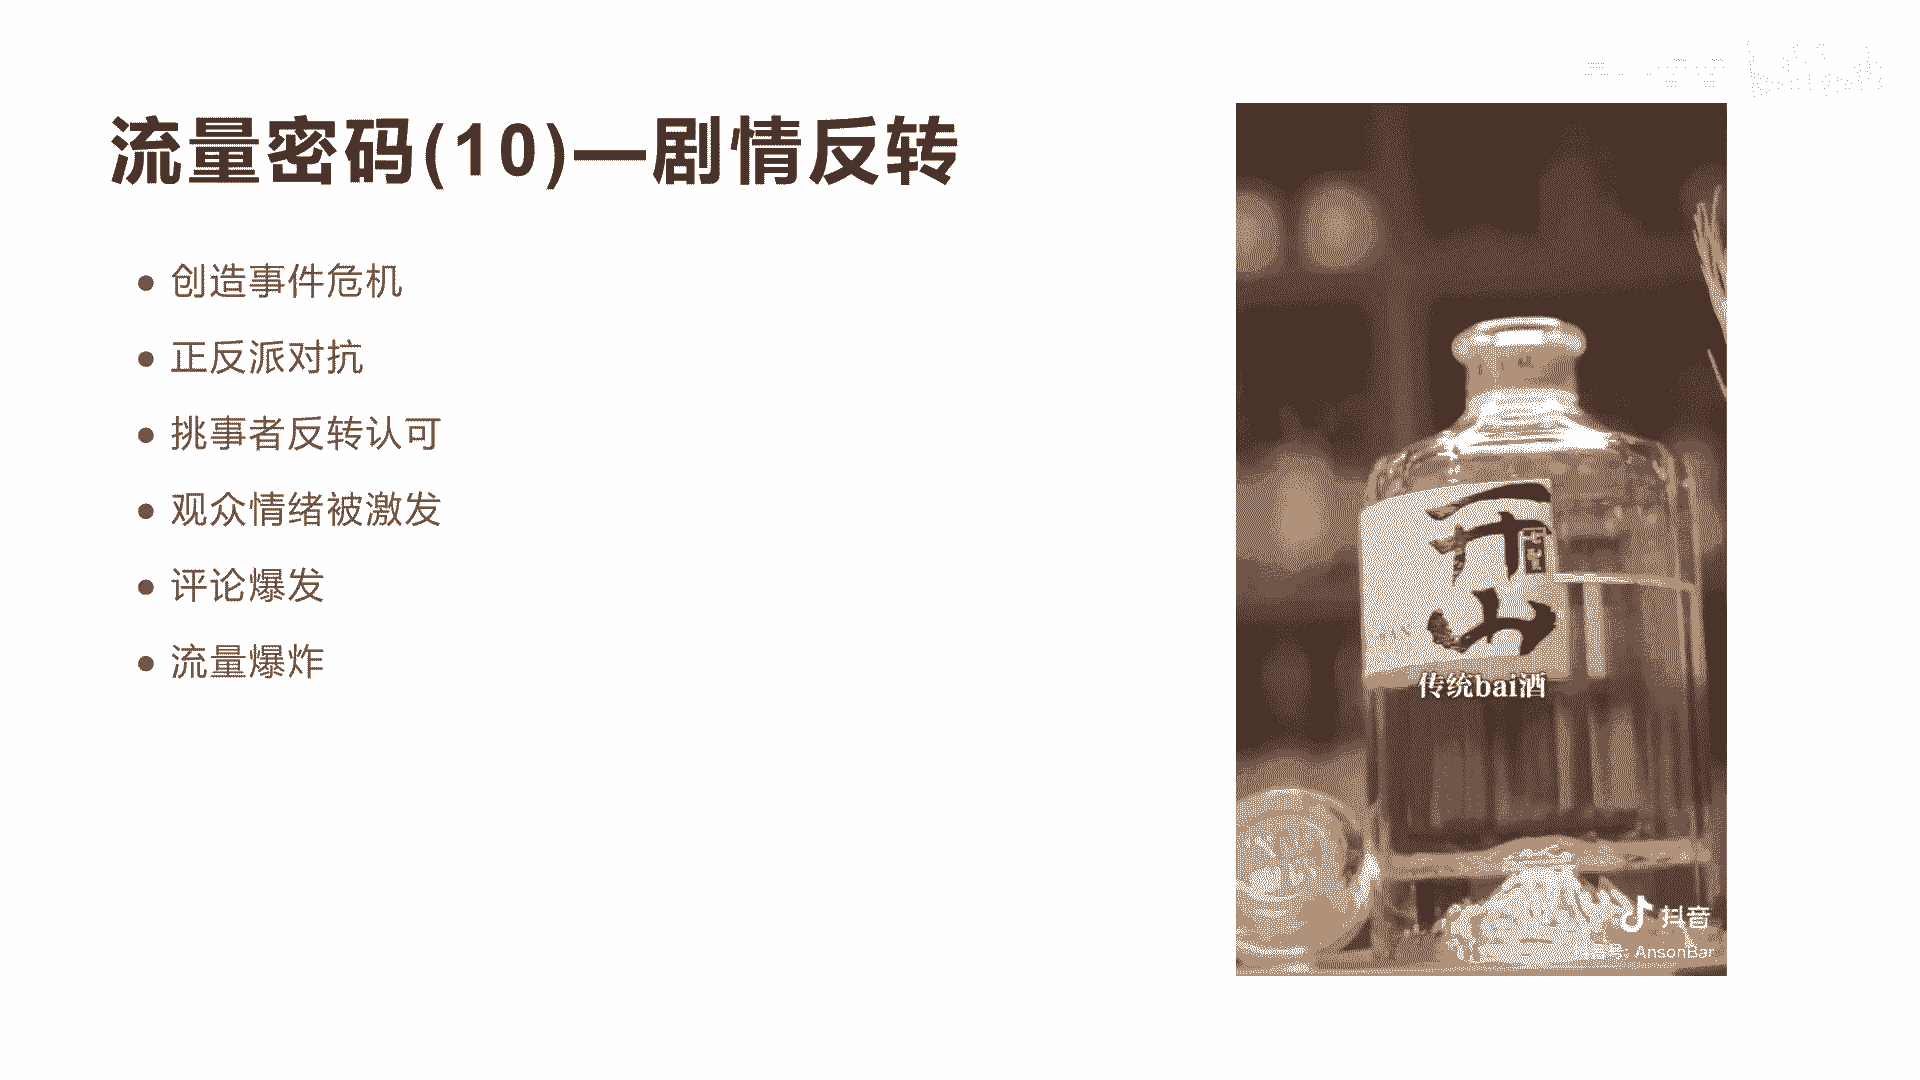 流量密码(10)—剧情反转
创造事件危机
正反派对抗
挑事者反转认可
观众情绪被激发
评论爆发
流量爆炸
开山
传统bai酒
抖音
抖音号: AnsonBar